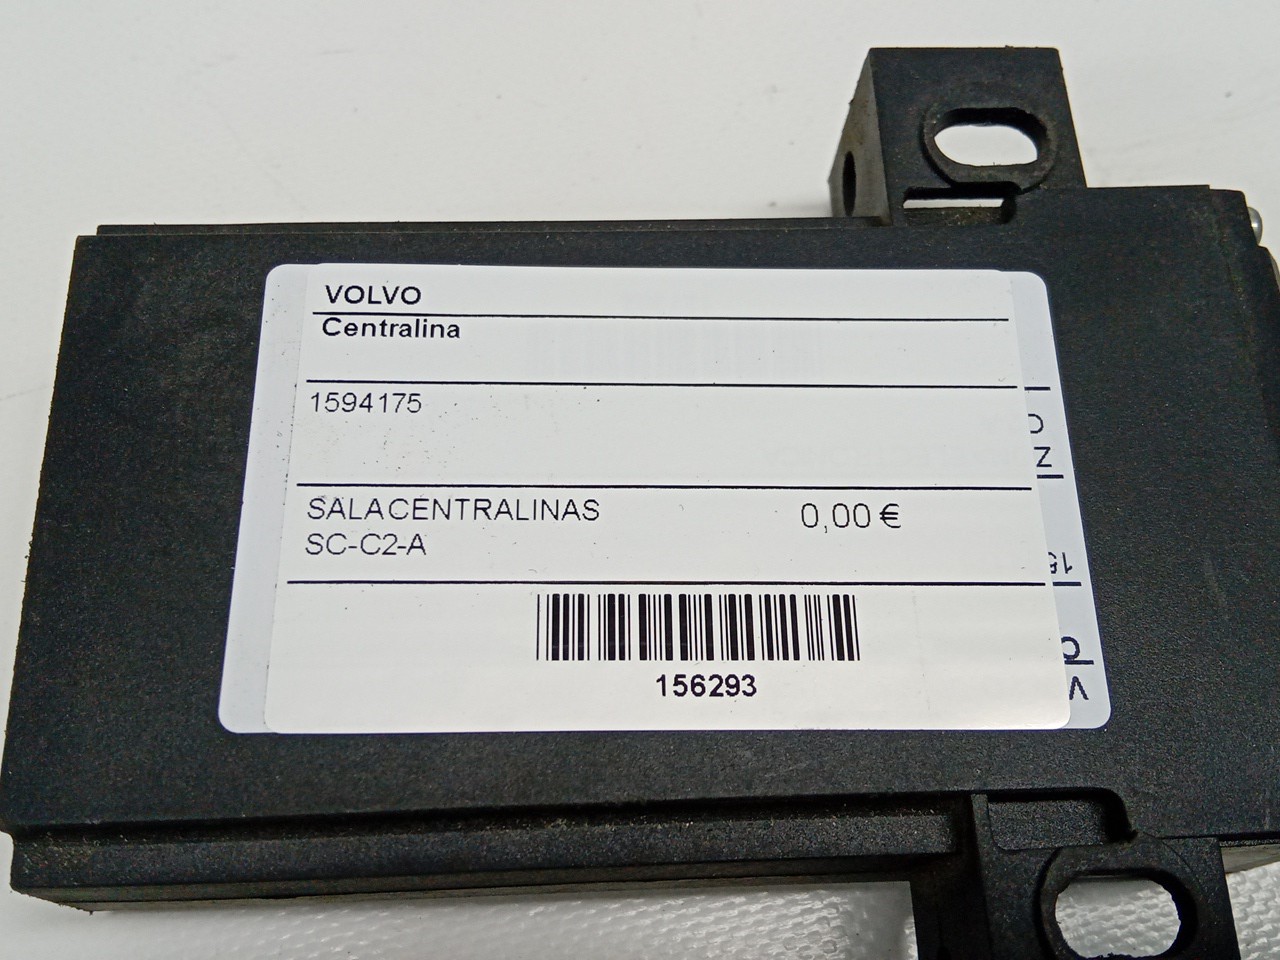 VOLVO
Centralina
1594175
SALACENTRALINAS
0,00 €
SC-C2-A
156293